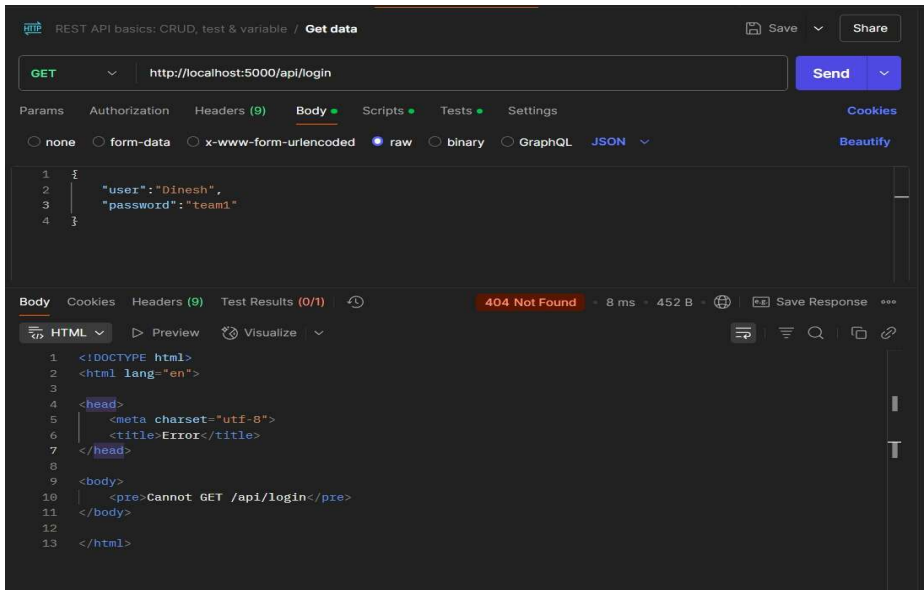 HTTP REST API basics: CRUD, test & variable / Get data Save Share
GET http://localhost:5000/api/login Send
Params Authorization Headers (9) Body Scripts Tests Settings Cookies
none form-data x-www-form-urlencoded raw binary GraphQL JSON Beautify
1 {
2 "user":"Dinesh",
3 "password":"team1"
4 }
Body Cookies Headers (9) Test Results (0/1) 404 Not Found 8 ms 452 B e.g. Save Response
HTML Preview Visualize
1 <!DOCTYPE html>
2 <html lang="en">
3
4 <head>
5 <meta charset="utf-8">
6 <title>Error</title>
7 </head>
8
9 <body>
10 <pre>Cannot GET /api/login</pre>
11 </body>
12
13 </html>